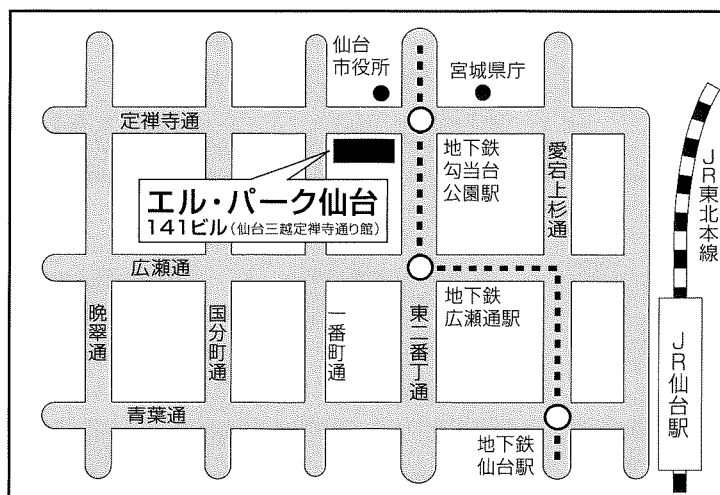 仙台
市役所
宮城県庁
定禅寺通
地下鉄
勾当台
公園駅
愛宕上杉通
JR東北本線
エル・パーク仙台
141ビル(仙台三越定禅寺通り館)
広瀬通
地下鉄
広瀬通駅
晩翠通
国分町通
一番町通
東二番丁通
JR仙台駅
青葉通
地下鉄
仙台駅